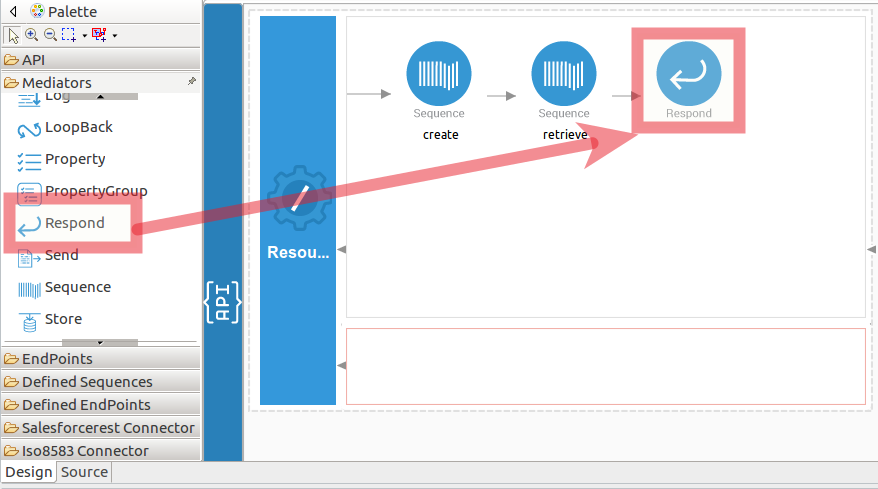 Palette
API
Mediators
Log
LoopBack
Property
PropertyGroup
Respond
Send
Sequence
Store
EndPoints
Defined Sequences
Defined EndPoints
Salesforcerest Connector
Iso8583 Connector
Design Source
{API}
Resou...
Sequence
create
Sequence
retrieve
Respond